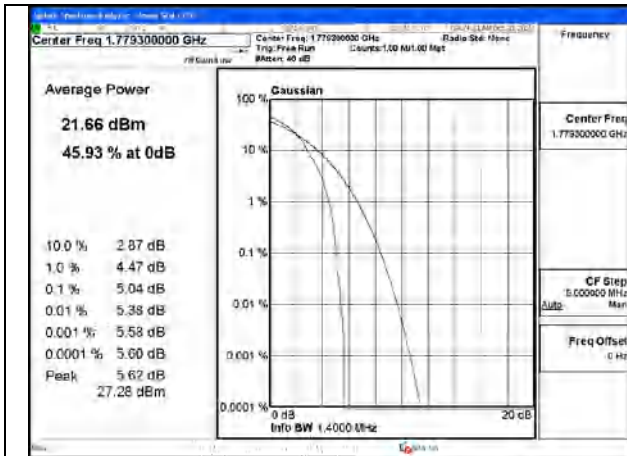 Center Freq 1.779300000 GHz
Center Freq: 1.779300000 GHz
Radio Std: None
Trig: Free Run
Counts:1.00 M/1.00 Mpt
#Atten: 40 dB
Frequency
Average Power
21.66 dBm
45.93 % at 0dB
10.0 % 2.87 dB
1.0 % 4.47 dB
0.1 % 5.04 dB
0.01 % 5.38 dB
0.001 % 5.58 dB
0.0001 % 5.60 dB
Peak 5.62 dB
27.28 dBm
Gaussian
100 %
10 %
1 %
0.1 %
0.01 %
0.001 %
0.0001 %
0 dB
20 dB
Info BW 1.4000 MHz
Center Freq
1.779300000 GHz
CF Step
5.000000 MHz
Auto Man
Freq Offset
0 Hz